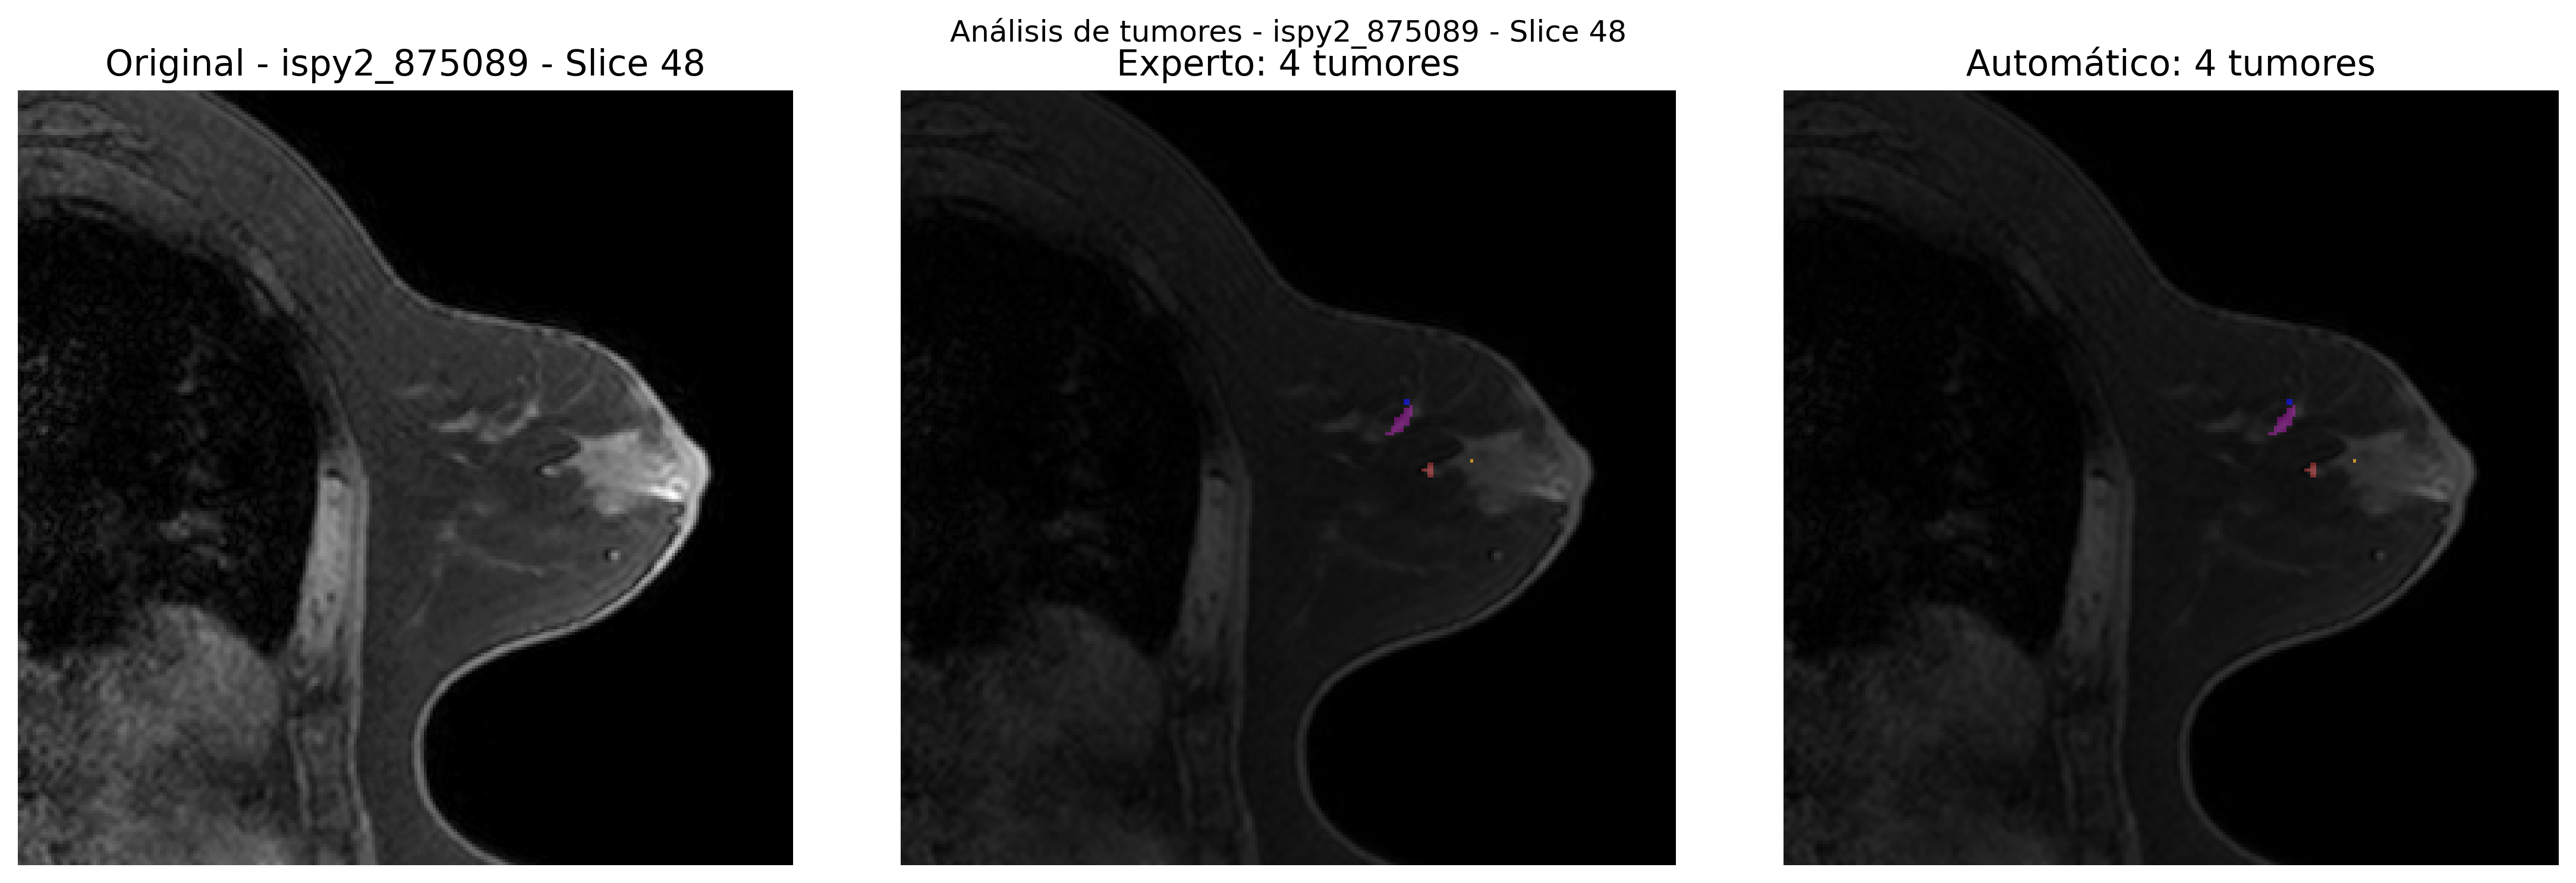 Análisis de tumores - ispy2_875089 - Slice 48
Original - ispy2_875089 - Slice 48
Experto: 4 tumores
Automático: 4 tumores